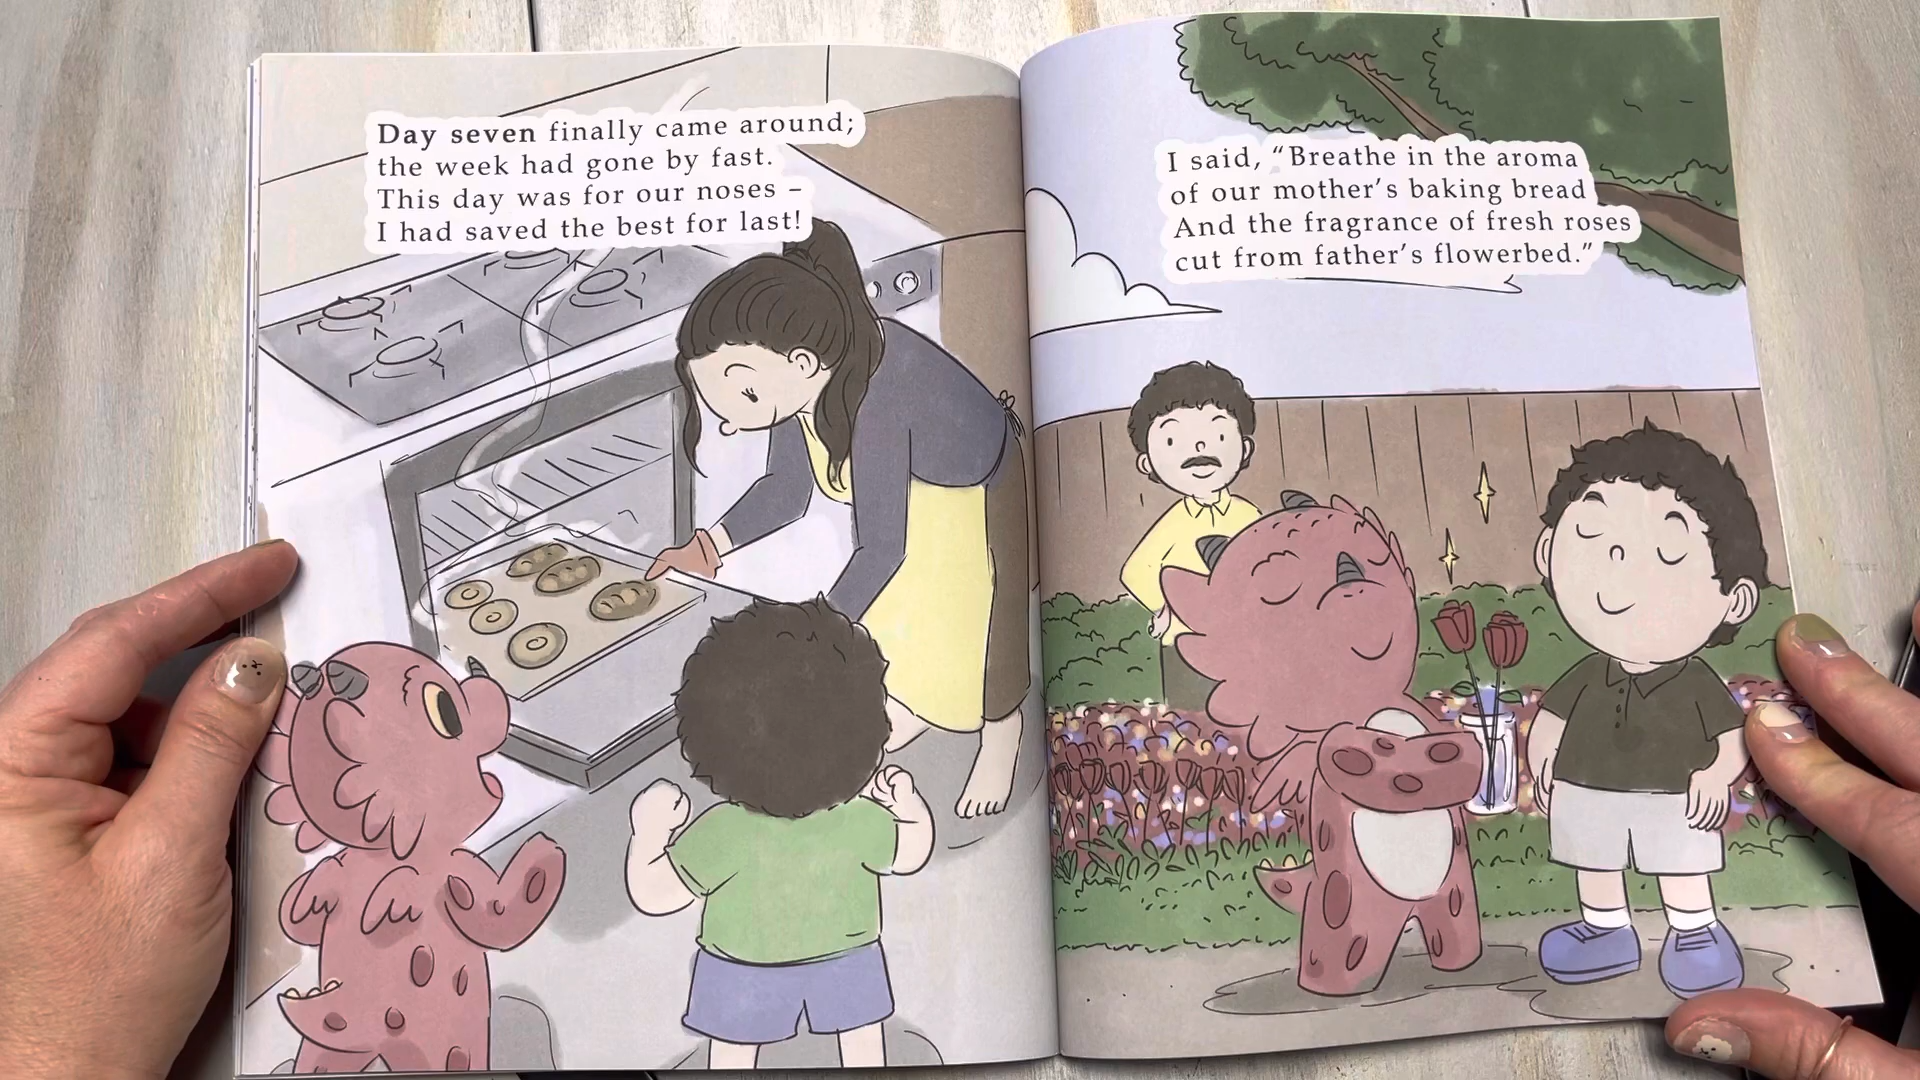 Day seven finally came around;
the week had gone by fast.
This day was for our noses –
I had saved the best for last!
I said, “Breathe in the aroma
of our mother’s baking bread
And the fragrance of fresh roses
cut from father’s flowerbed.”